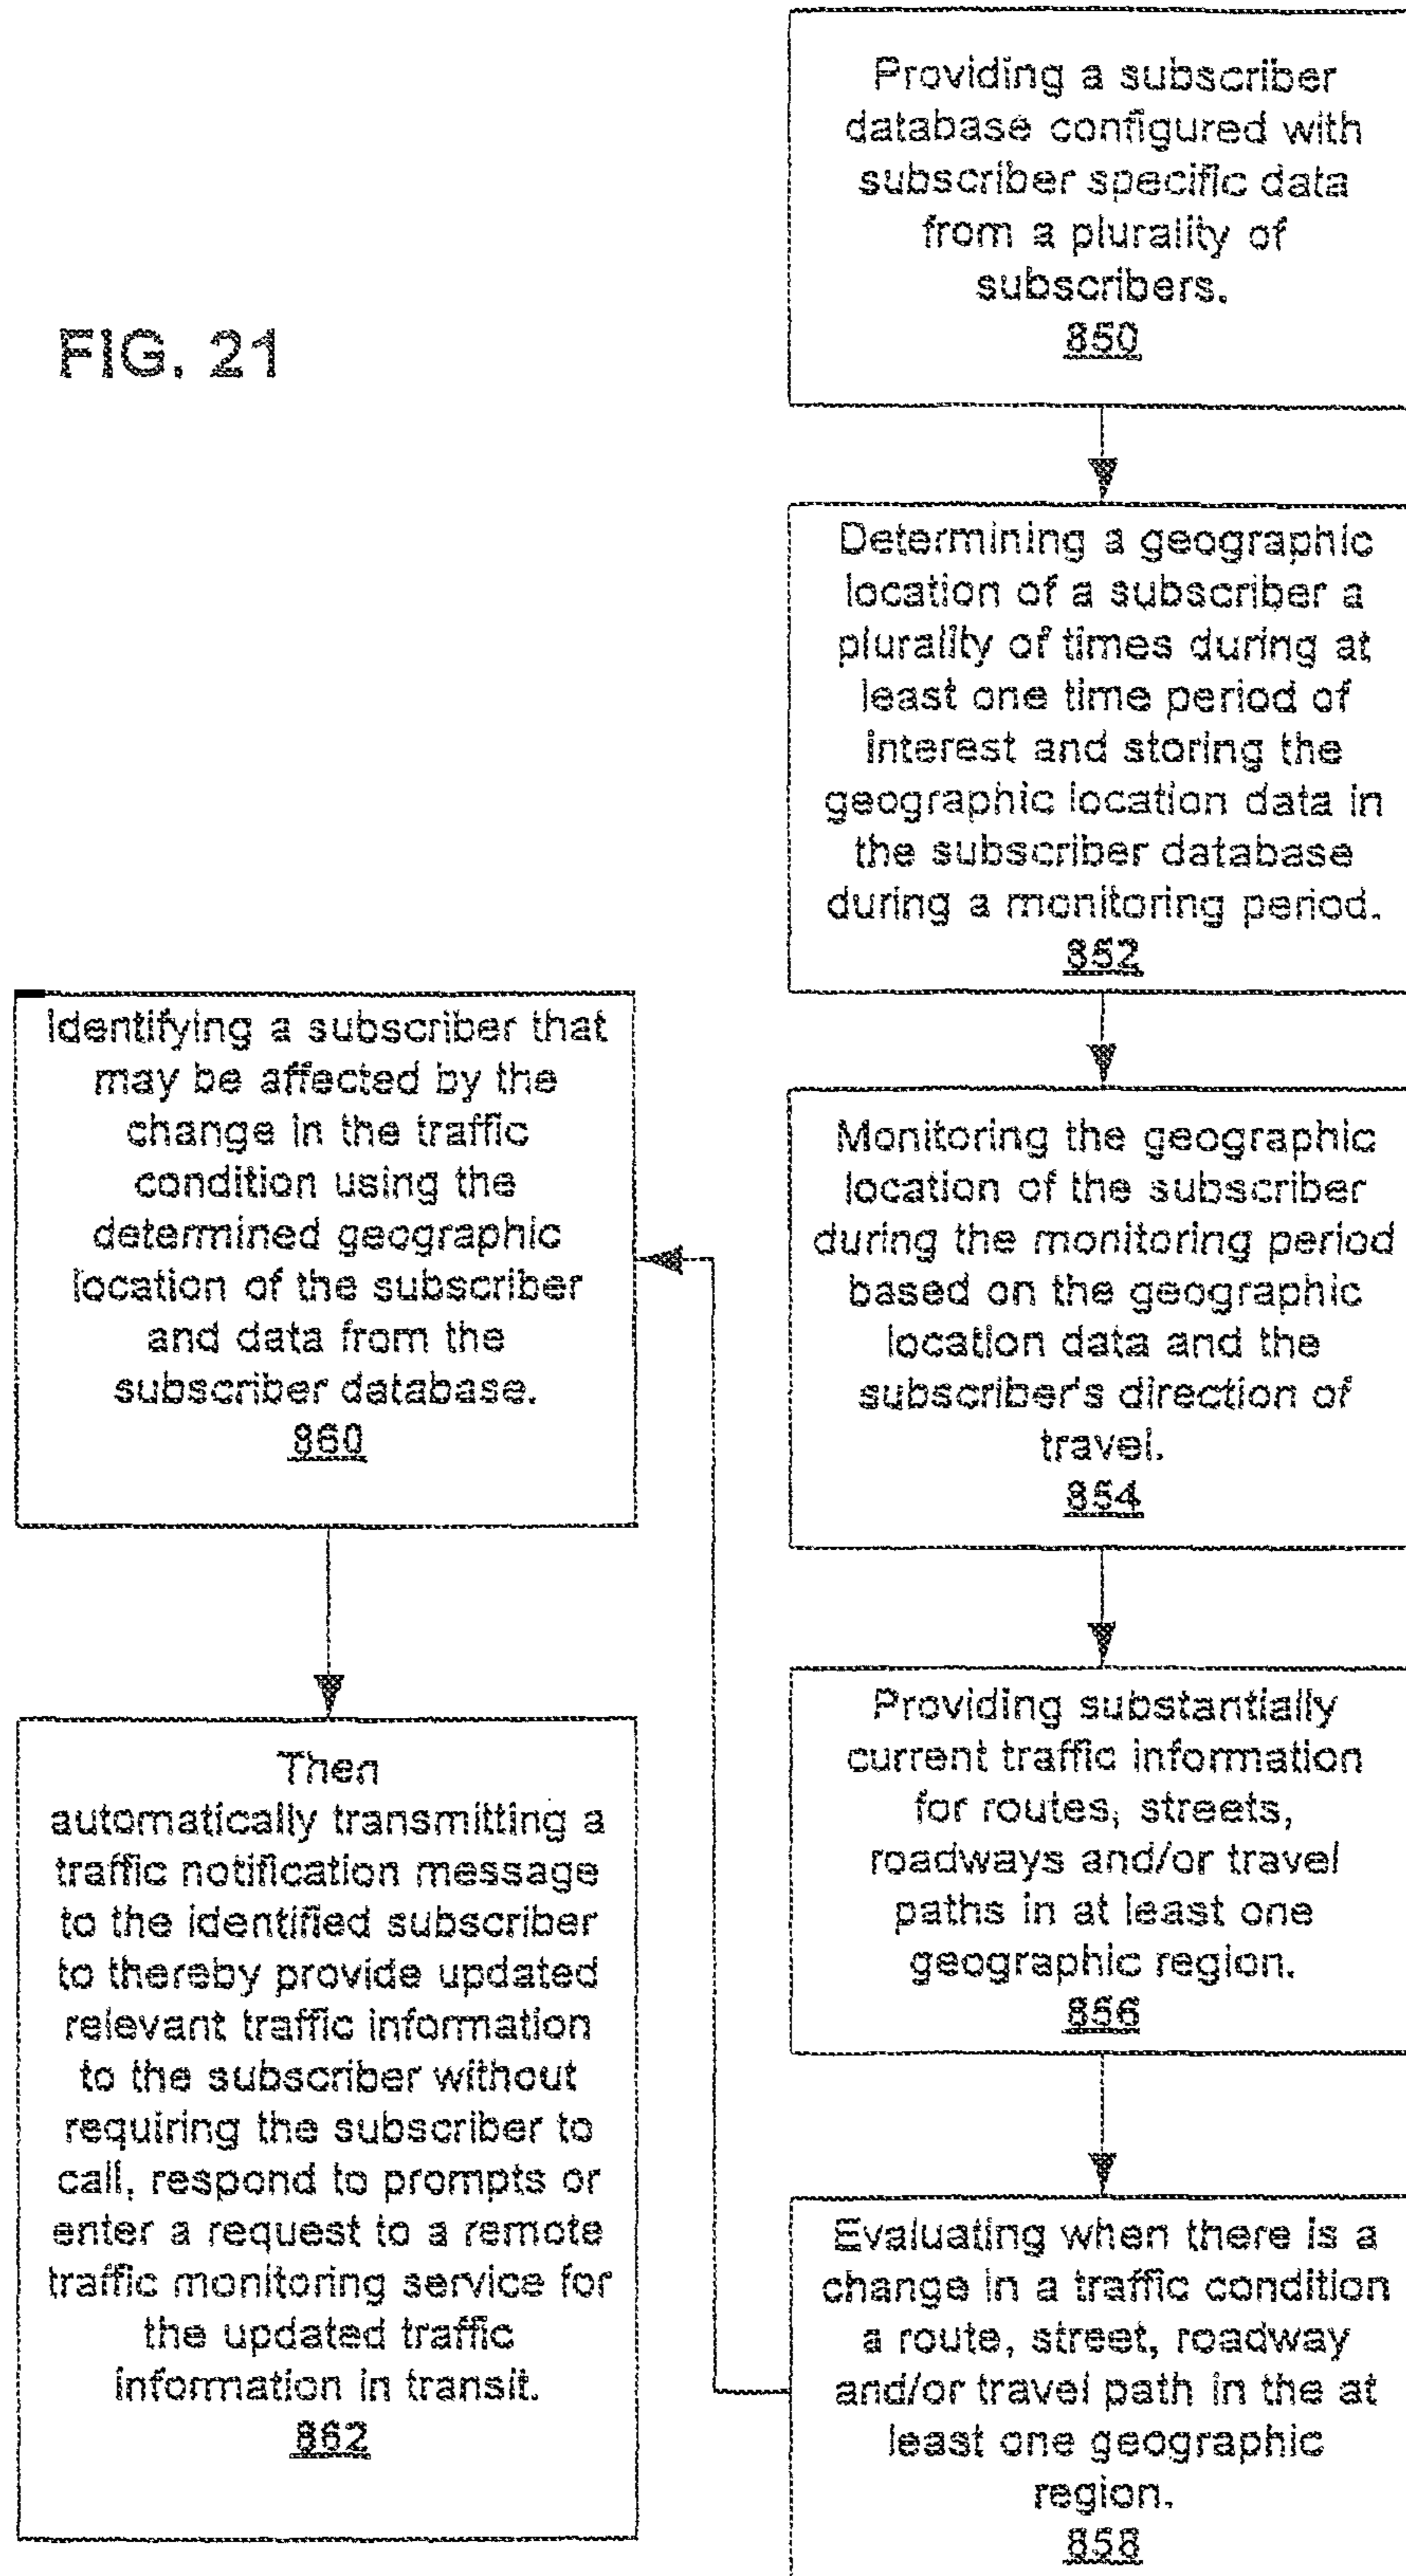 FIG. 21
Providing a subscriber
database configured with
subscriber specific data
from a plurality of
subscribers.
850
Determining a geographic
location of a subscriber a
plurality of times during at
least one time period of
interest and storing the
geographic location data in
the subscriber database
during a monitoring period.
852
Monitoring the geographic
location of the subscriber
during the monitoring period
based on the geographic
location data and the
subscriber's direction of
travel.
854
Providing substantially
current traffic information
for routes, streets,
roadways and/or travel
paths in at least one
geographic region.
856
Evaluating when there is a
change in a traffic condition
a route, street, roadway
and/or travel path in the at
least one geographic
region.
858
Identifying a subscriber that
may be affected by the
change in the traffic
condition using the
determined geographic
location of the subscriber
and data from the
subscriber database.
860
Then
automatically transmitting a
traffic notification message
to the identified subscriber
to thereby provide updated
relevant traffic information
to the subscriber without
requiring the subscriber to
call, respond to prompts or
enter a request to a remote
traffic monitoring service for
the updated traffic
information in transit.
862